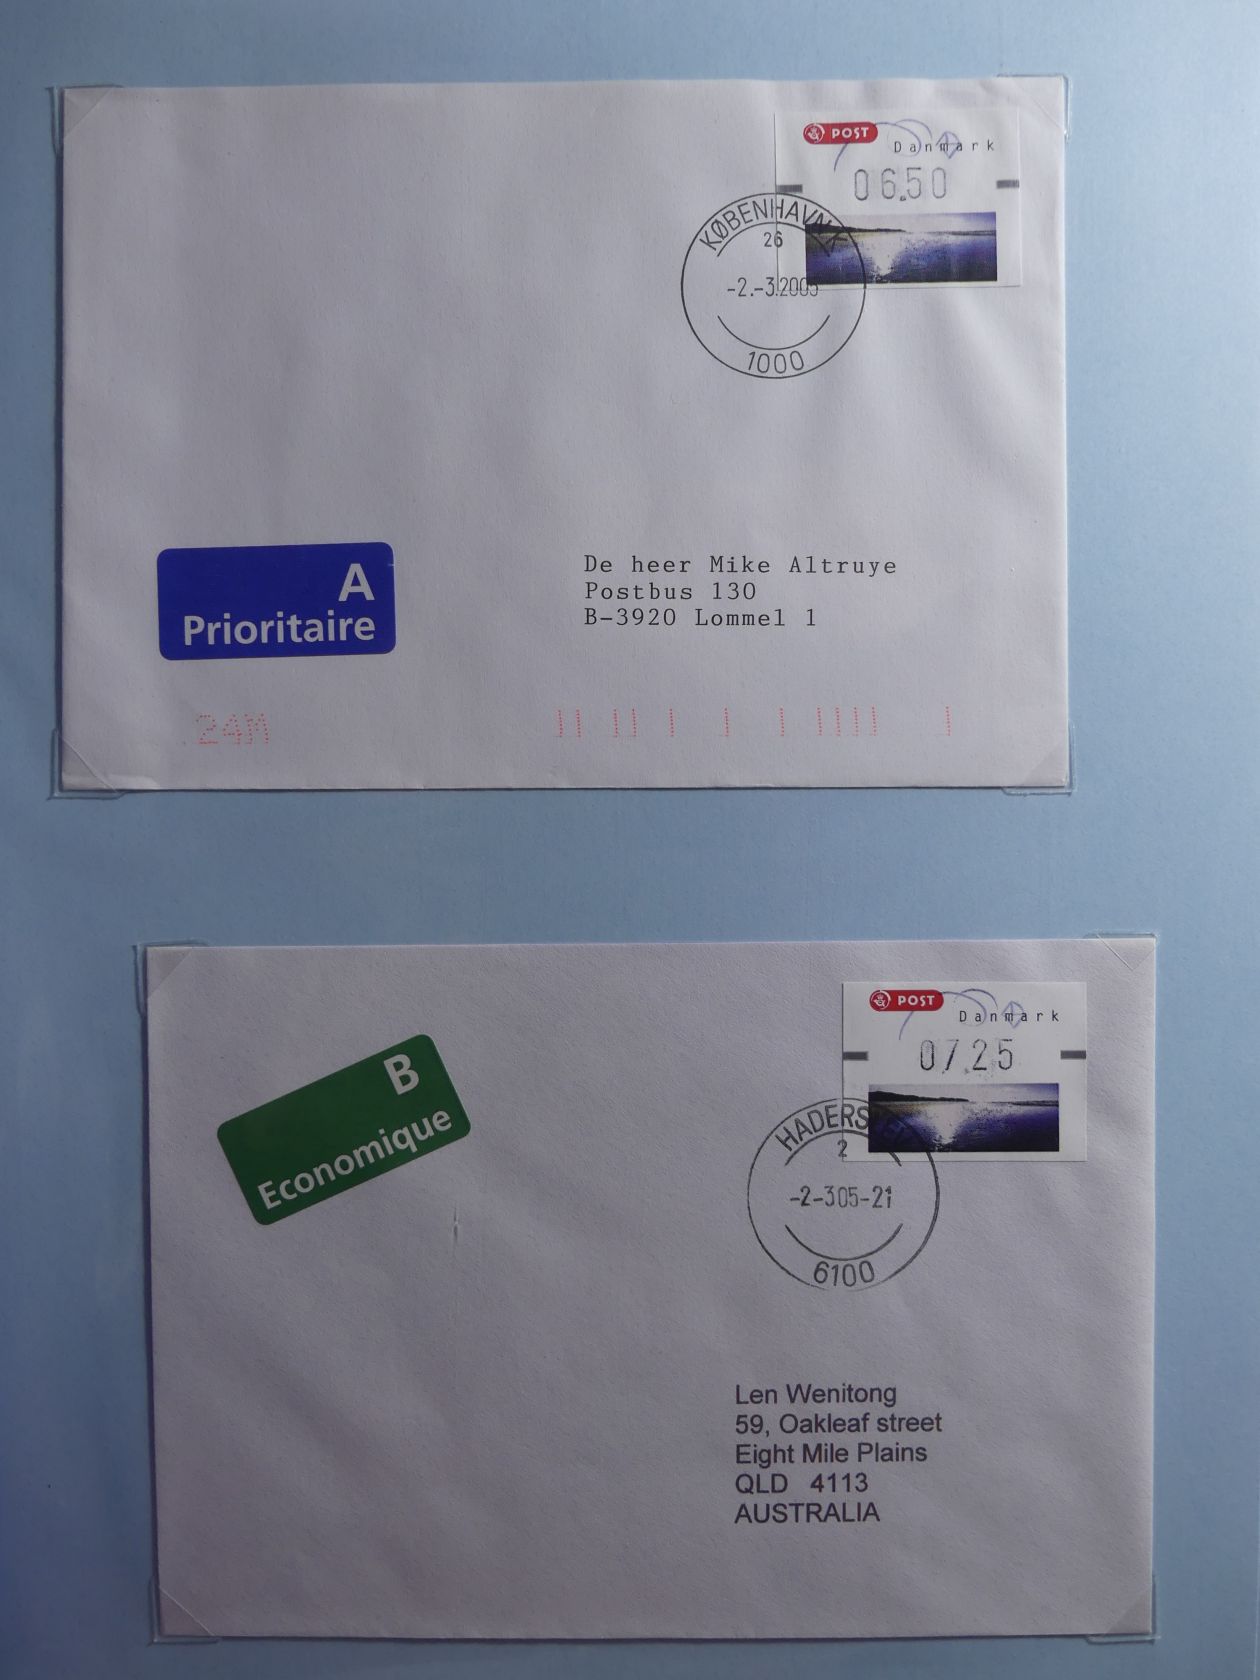 POST
Danmark
06.50
KØBENHAVN K
26
-2.-3.2005
1000
A
Prioritaire
De heer Mike Altruye
Postbus 130
B-3920 Lommel 1
24M
POST
Danmark
07.25
HADERSLEV
2
-2-305-21
6100
B
Economique
Len Wenitong
59, Oakleaf street
Eight Mile Plains
QLD 4113
AUSTRALIA